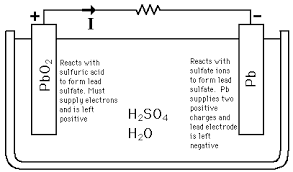 +
I
-
PbO2
Reacts with
sulfuric acid
to form lead
sulfate. Must
supply electrons
and is left
positive
H2SO4
H2O
Reacts with
sulfate ions
to form lead
sulfate. Pb
supplies two
positive
charges and
lead electrode
is left
negative
Pb